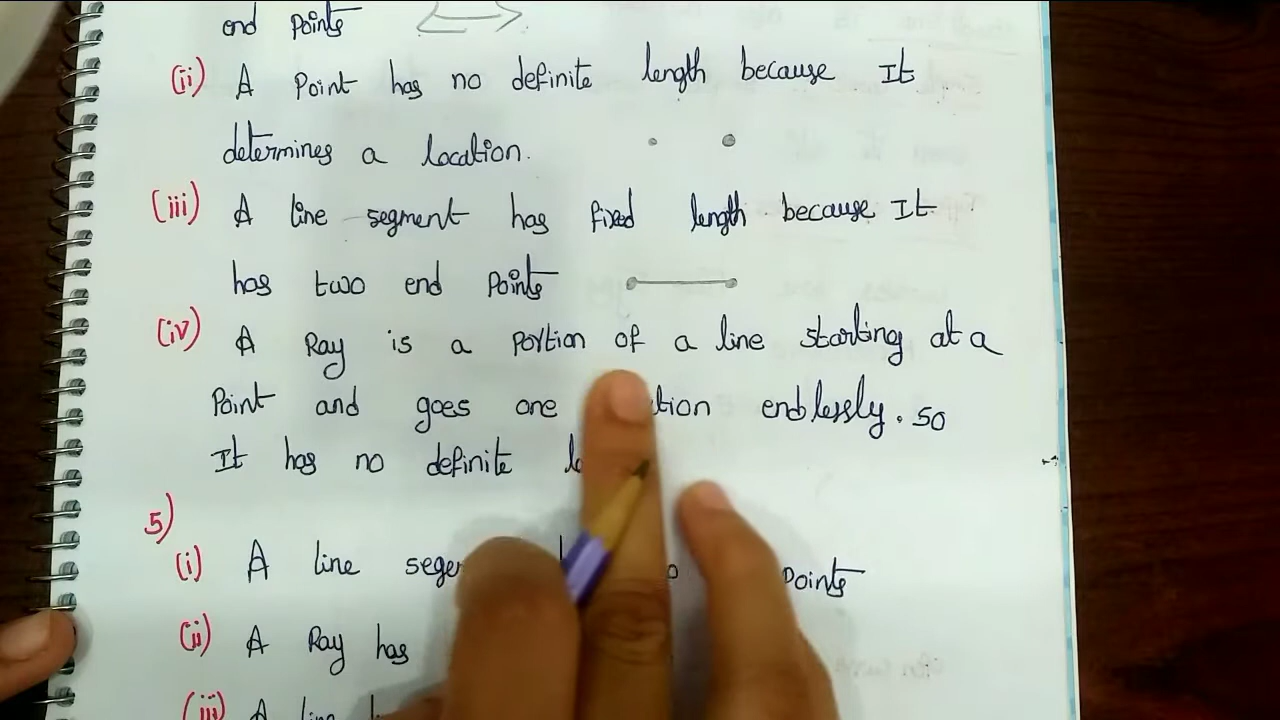 end points
(ii) A point has no definite length because It
determines a location.
(iii) A line segment has fixed length because It
has two end points
(iv) A Ray is a portion of a line starting at a
point and goes one endlessly. so
It has no definite
5)
(i) A line points
(ii) A Ray has
(iii) A line